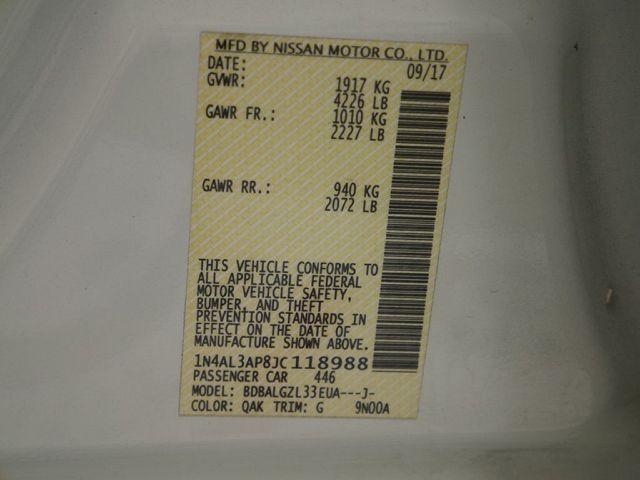 MFD BY NISSAN MOTOR CO., LTD.
DATE: 09/17
GVWR: 1917 KG
4226 LB
GAWR FR.: 1010 KG
2227 LB
GAWR RR.: 940 KG
2072 LB
THIS VEHICLE CONFORMS TO
ALL APPLICABLE FEDERAL
MOTOR VEHICLE SAFETY,
BUMPER, AND THEFT
PREVENTION STANDARDS IN
EFFECT ON THE DATE OF
MANUFACTURE SHOWN ABOVE.
1N4AL3AP8JC118988
PASSENGER CAR 446
MODEL: BDBALGZL33EUA---J-
COLOR: QAK TRIM: G 9N00A